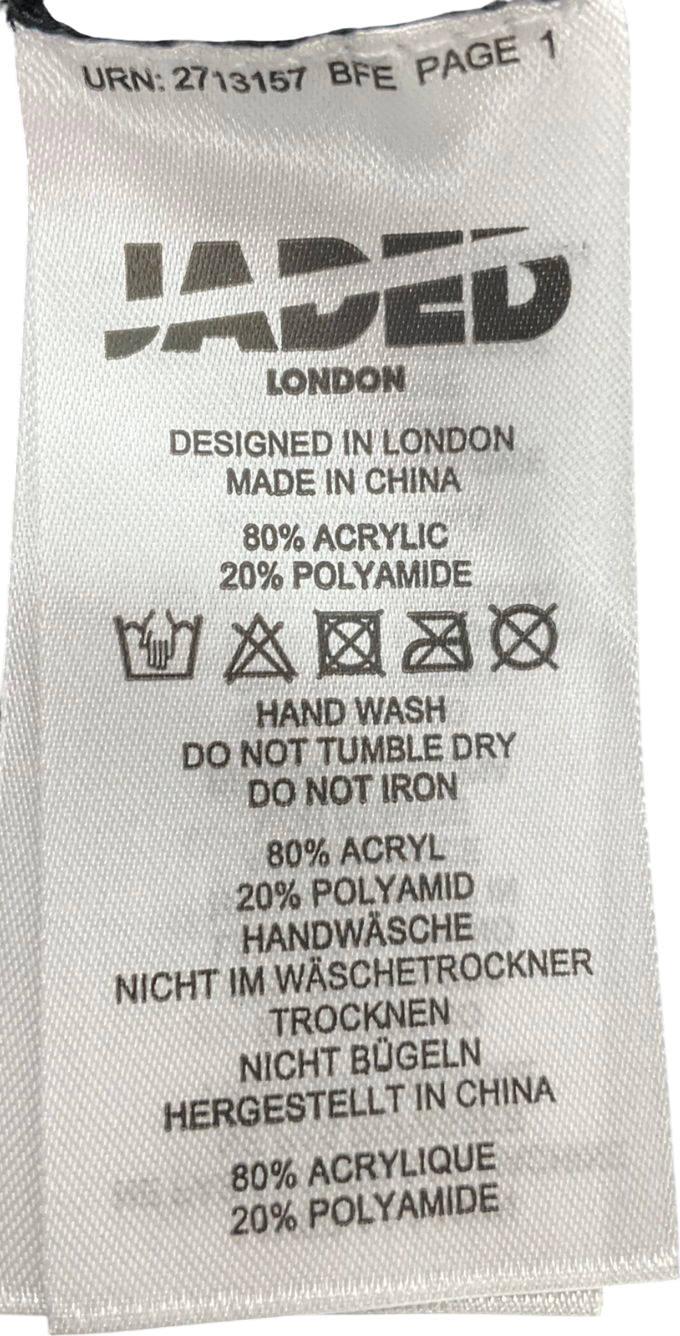 URN: 2713157 BFE PAGE 1
JADED
LONDON
DESIGNED IN LONDON
MADE IN CHINA
80% ACRYLIC
20% POLYAMIDE
HAND WASH
DO NOT TUMBLE DRY
DO NOT IRON
80% ACRYL
20% POLYAMID
HANDWÄSCHE
NICHT IM WÄSCHETROCKNER
TROCKNEN
NICHT BÜGELN
HERGESTELLT IN CHINA
80% ACRYLIQUE
20% POLYAMIDE